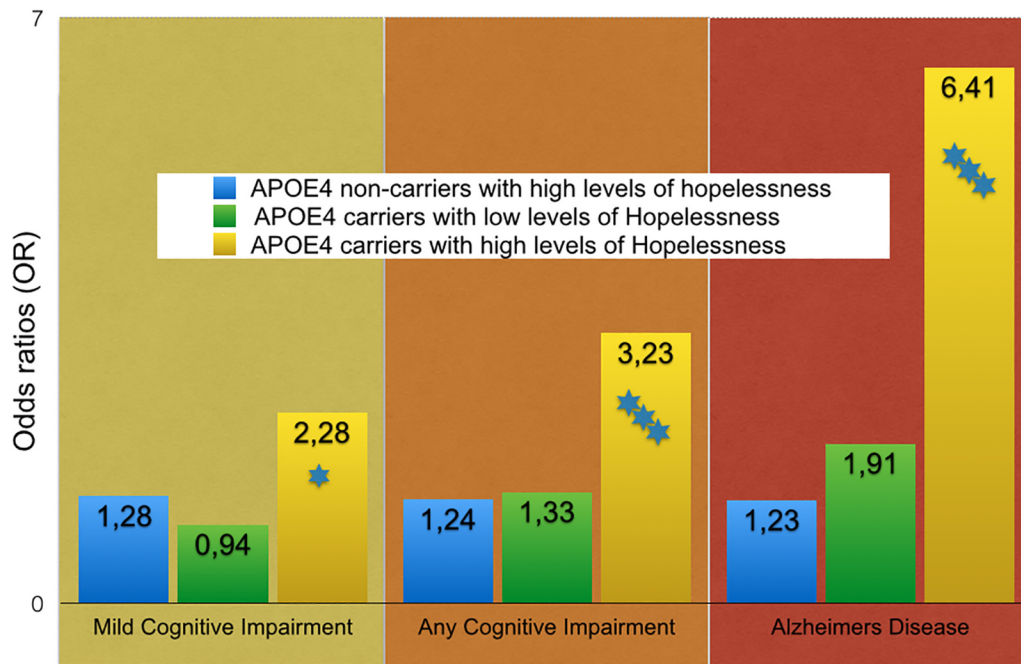 7
APOE4 non-carriers with high levels of hopelessness
APOE4 carriers with low levels of Hopelessness
APOE4 carriers with high levels of Hopelessness
Odds ratios (OR)
1,28
0,94
2,28
1,24
1,33
3,23
1,23
1,91
6,41
0
Mild Cognitive Impairment
Any Cognitive Impairment
Alzheimers Disease